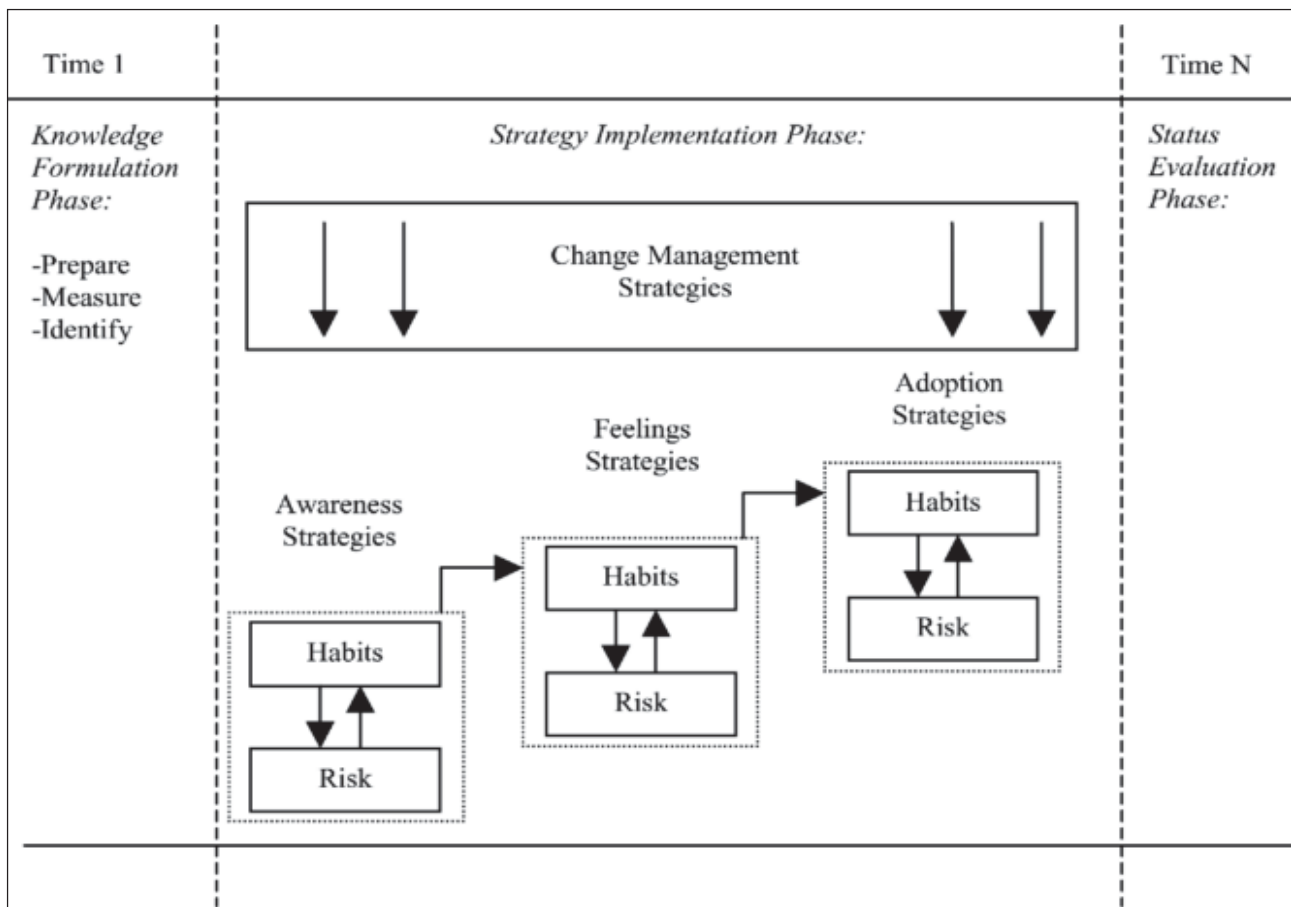 Time 1
Time N
Knowledge
Formulation
Phase:
-Prepare
-Measure
-Identify
Strategy Implementation Phase:
Change Management
Strategies
Awareness
Strategies
Habits
Risk
Feelings
Strategies
Habits
Risk
Adoption
Strategies
Habits
Risk
Status
Evaluation
Phase: